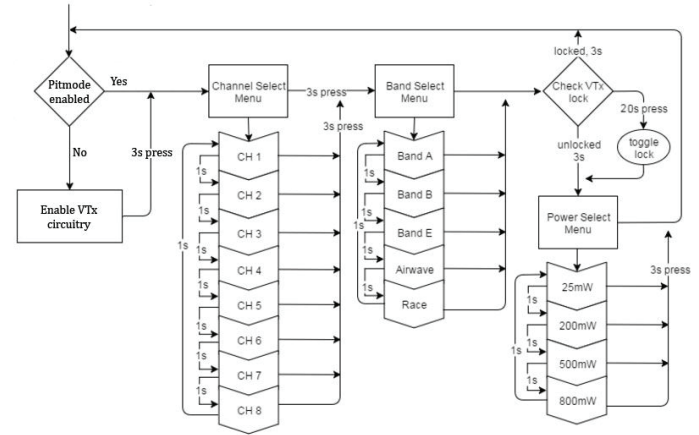 locked, 3s
Pitmode
enabled
Yes
Channel Select
Menu
3s press
Band Select
Menu
Check VTx
lock
20s press
3s press
No
3s press
unlocked
3s
toggle
lock
CH 1
1s
CH 2
1s
CH 3
1s
CH 4
1s
CH 5
1s
CH 6
1s
CH 7
1s
CH 8
1s
Band A
1s
Band B
1s
Band E
1s
Airwave
1s
Race
1s
Enable VTx
circuitry
Power Select
Menu
3s press
25mW
1s
200mW
1s
500mW
1s
800mW
1s